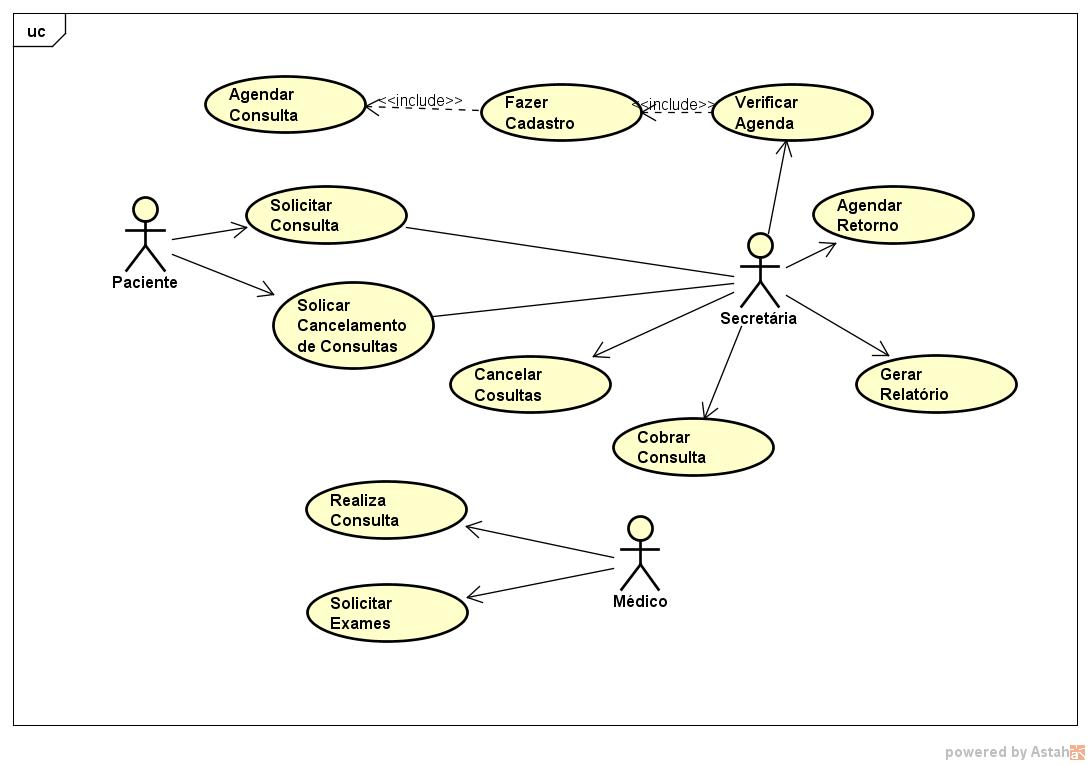 uc
Agendar
Consulta
<<include>>
Fazer
Cadastro
<<include>>
Verificar
Agenda
Solicitar
Consulta
Agendar
Retorno
Paciente
Solicar
Cancelamento
de Consultas
Secretária
Cancelar
Cosultas
Gerar
Relatório
Cobrar
Consulta
Realiza
Consulta
Médico
Solicitar
Exames
powered by Astah